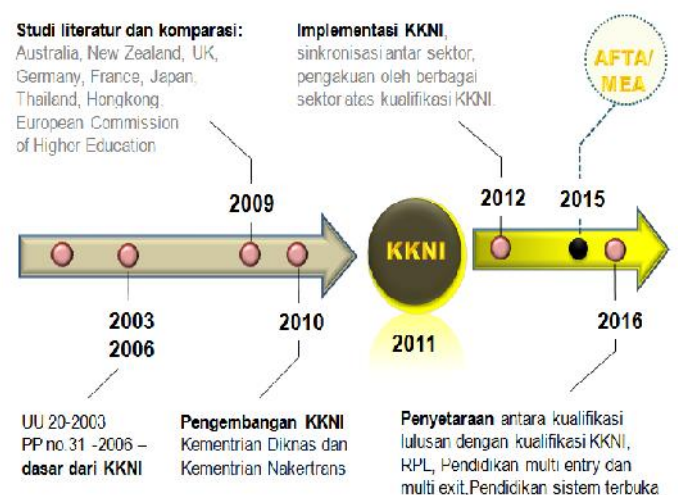 Studi literatur dan komparasi:
Australia, New Zealand, UK,
Germany, France, Japan,
Thailand, Hongkong.
European Commission
of Higher Education
Implementasi KKNI,
sinkronisasi antar sektor,
pengakuan oleh berbagai
sektor atas kualifikasi KKNI.
AFTA/
MEA
2009
2012
2015
KKNI
2003
2006
2010
2011
2016
UU 20-2003
PP no.31 -2006 –
dasar dari KKNI
Pengembangan KKNI
Kementrian Diknas dan
Kementrian Nakertrans
Penyetaraan antara kualifikasi
lulusan dengan kualifikasi KKNI,
RPL, Pendidikan multi entry dan
multi exit,Pendidikan sistem terbuka